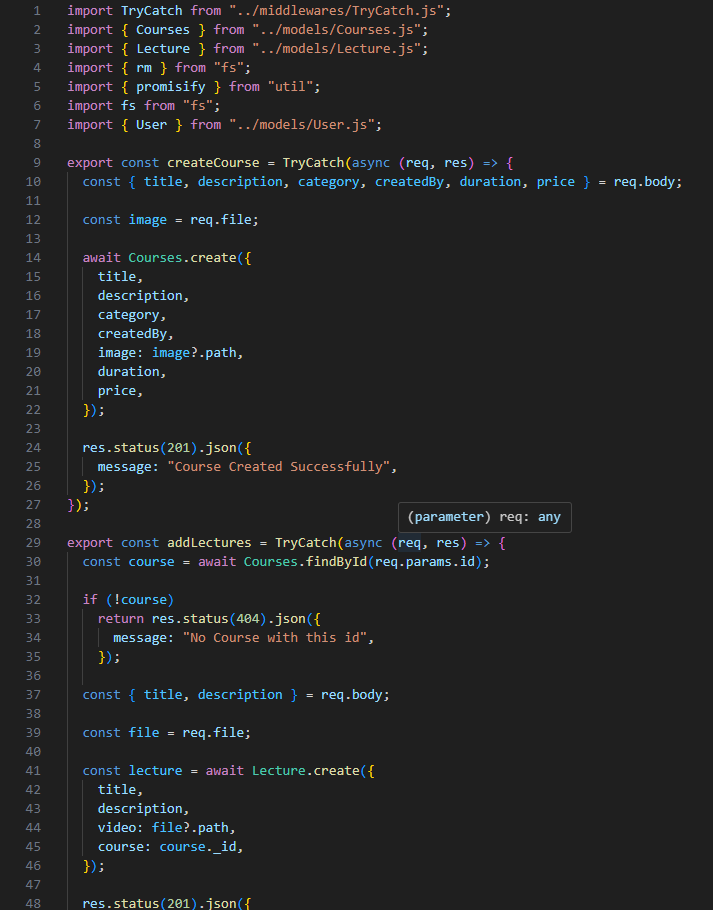 1 import TryCatch from "../middlewares/TryCatch.js";
2 import { Courses } from "../models/Courses.js";
3 import { Lecture } from "../models/Lecture.js";
4 import { rm } from "fs";
5 import { promisify } from "util";
6 import fs from "fs";
7 import { User } from "../models/User.js";
8
9 export const createCourse = TryCatch(async (req, res) => {
10   const { title, description, category, createdBy, duration, price } = req.body;
11
12   const image = req.file;
13
14   await Courses.create({
15     title,
16     description,
17     category,
18     createdBy,
19     image: image?.path,
20     duration,
21     price,
22   });
23
24   res.status(201).json({
25     message: "Course Created Successfully",
26   });
27 });
(parameter) req: any
28
29 export const addLectures = TryCatch(async (req, res) => {
30   const course = await Courses.findById(req.params.id);
31
32   if (!course)
33     return res.status(404).json({
34       message: "No Course with this id",
35     });
36
37   const { title, description } = req.body;
38
39   const file = req.file;
40
41   const lecture = await Lecture.create({
42     title,
43     description,
44     video: file?.path,
45     course: course._id,
46   });
47
48   res.status(201).json({